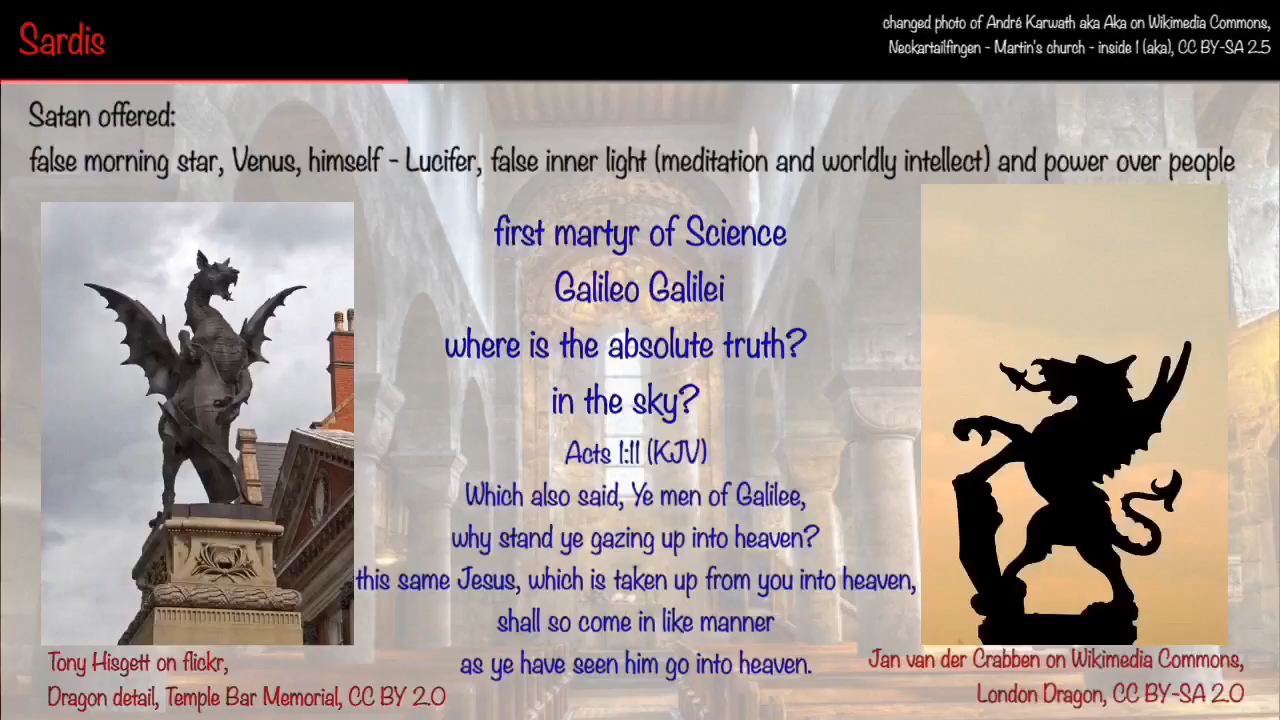 Sardis
changed photo of André Karwath aka Aka on Wikimedia Commons,
Neckartailfingen - Martin's church - inside 1 (aka), CC BY-SA 2.5
Satan offered:
false morning star, Venus, himself - Lucifer, false inner light (meditation and worldly intellect) and power over people
first martyr of Science
Galileo Galilei
where is the absolute truth?
in the sky?
Acts 1:11 (KJV)
Which also said, Ye men of Galilee,
why stand ye gazing up into heaven?
this same Jesus, which is taken up from you into heaven,
shall so come in like manner
as ye have seen him go into heaven.
Tony Hisgett on flickr,
Dragon detail, Temple Bar Memorial, CC BY 2.0
Jan van der Crabben on Wikimedia Commons,
London Dragon, CC BY-SA 2.0